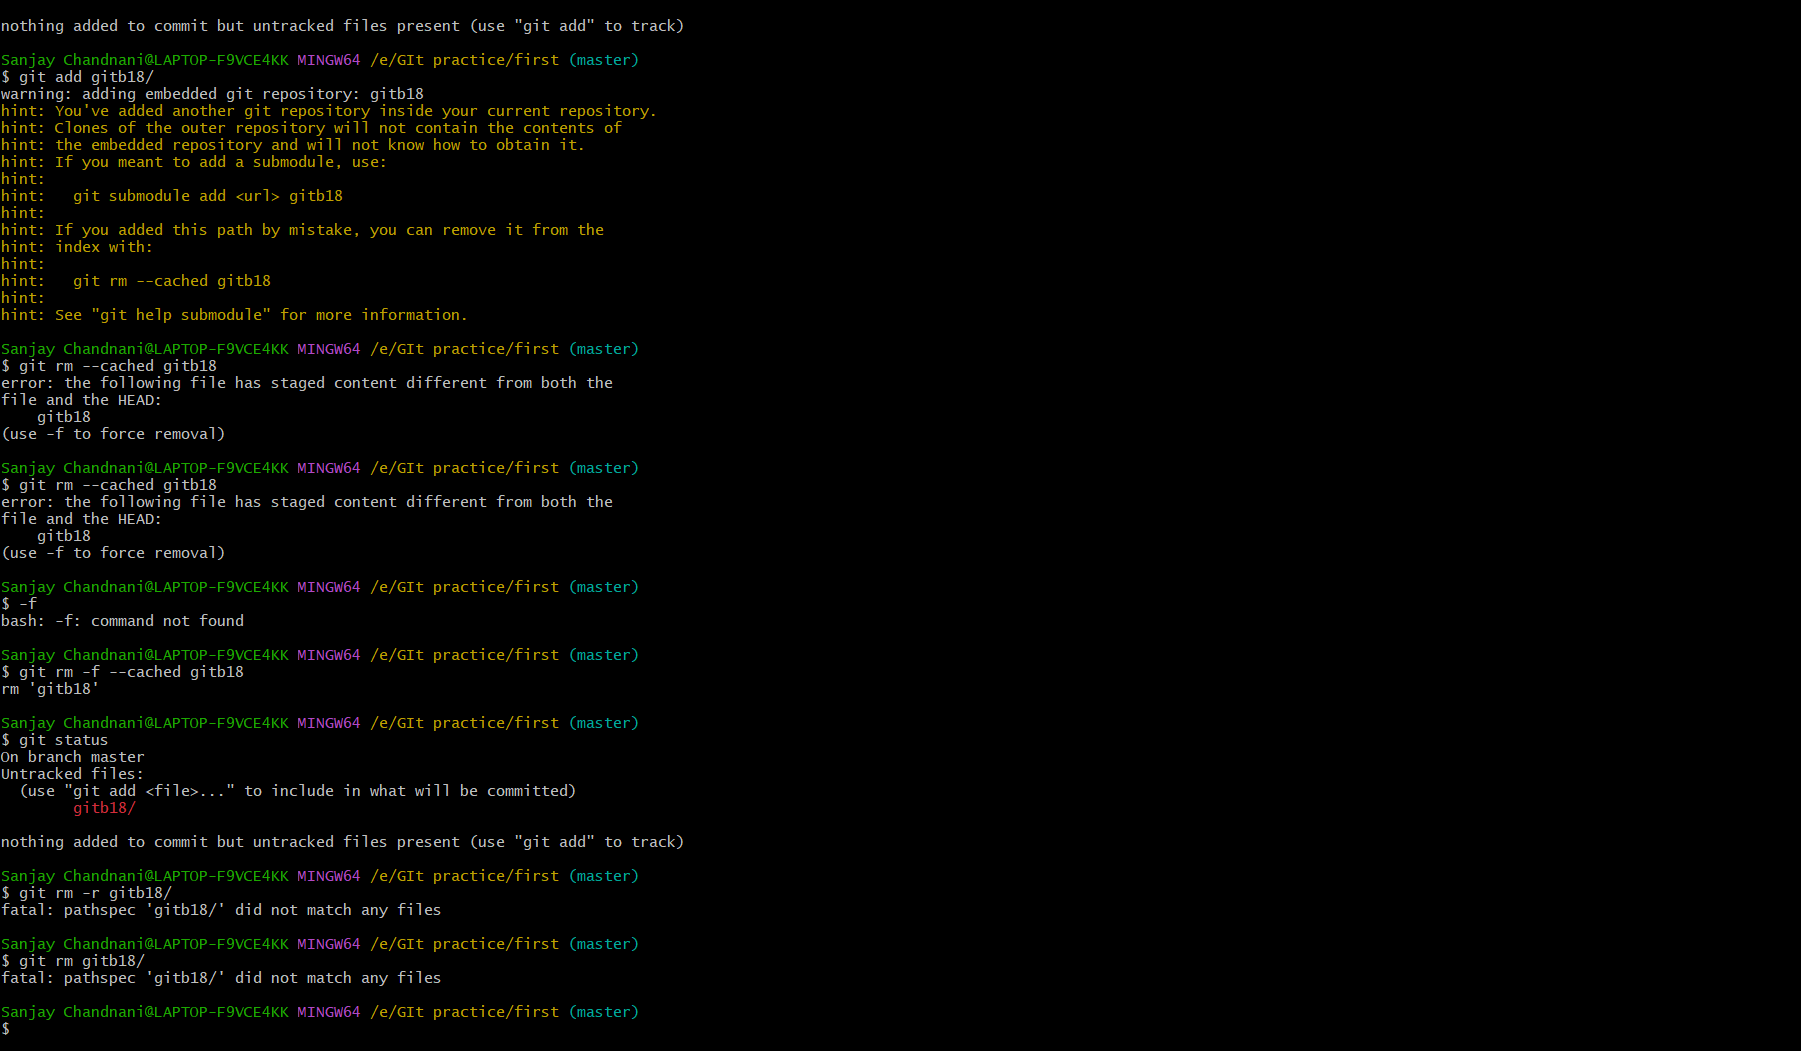 nothing added to commit but untracked files present (use "git add" to track)
Sanjay Chandnani@LAPTOP-F9VCE4KK MINGW64 /e/GIt practice/first (master)
$ git add gitb18/
warning: adding embedded git repository: gitb18
hint: You've added another git repository inside your current repository.
hint: Clones of the outer repository will not contain the contents of
hint: the embedded repository and will not know how to obtain it.
hint: If you meant to add a submodule, use:
hint:
hint:   git submodule add <url> gitb18
hint:
hint: If you added this path by mistake, you can remove it from the
hint: index with:
hint:
hint:   git rm --cached gitb18
hint:
hint: See "git help submodule" for more information.
Sanjay Chandnani@LAPTOP-F9VCE4KK MINGW64 /e/GIt practice/first (master)
$ git rm --cached gitb18
error: the following file has staged content different from both the
file and the HEAD:
    gitb18
(use -f to force removal)
Sanjay Chandnani@LAPTOP-F9VCE4KK MINGW64 /e/GIt practice/first (master)
$ git rm --cached gitb18
error: the following file has staged content different from both the
file and the HEAD:
    gitb18
(use -f to force removal)
Sanjay Chandnani@LAPTOP-F9VCE4KK MINGW64 /e/GIt practice/first (master)
$ -f
bash: -f: command not found
Sanjay Chandnani@LAPTOP-F9VCE4KK MINGW64 /e/GIt practice/first (master)
$ git rm -f --cached gitb18
rm 'gitb18'
Sanjay Chandnani@LAPTOP-F9VCE4KK MINGW64 /e/GIt practice/first (master)
$ git status
On branch master
Untracked files:
  (use "git add <file>..." to include in what will be committed)
        gitb18/
nothing added to commit but untracked files present (use "git add" to track)
Sanjay Chandnani@LAPTOP-F9VCE4KK MINGW64 /e/GIt practice/first (master)
$ git rm -r gitb18/
fatal: pathspec 'gitb18/' did not match any files
Sanjay Chandnani@LAPTOP-F9VCE4KK MINGW64 /e/GIt practice/first (master)
$ git rm gitb18/
fatal: pathspec 'gitb18/' did not match any files
Sanjay Chandnani@LAPTOP-F9VCE4KK MINGW64 /e/GIt practice/first (master)
$